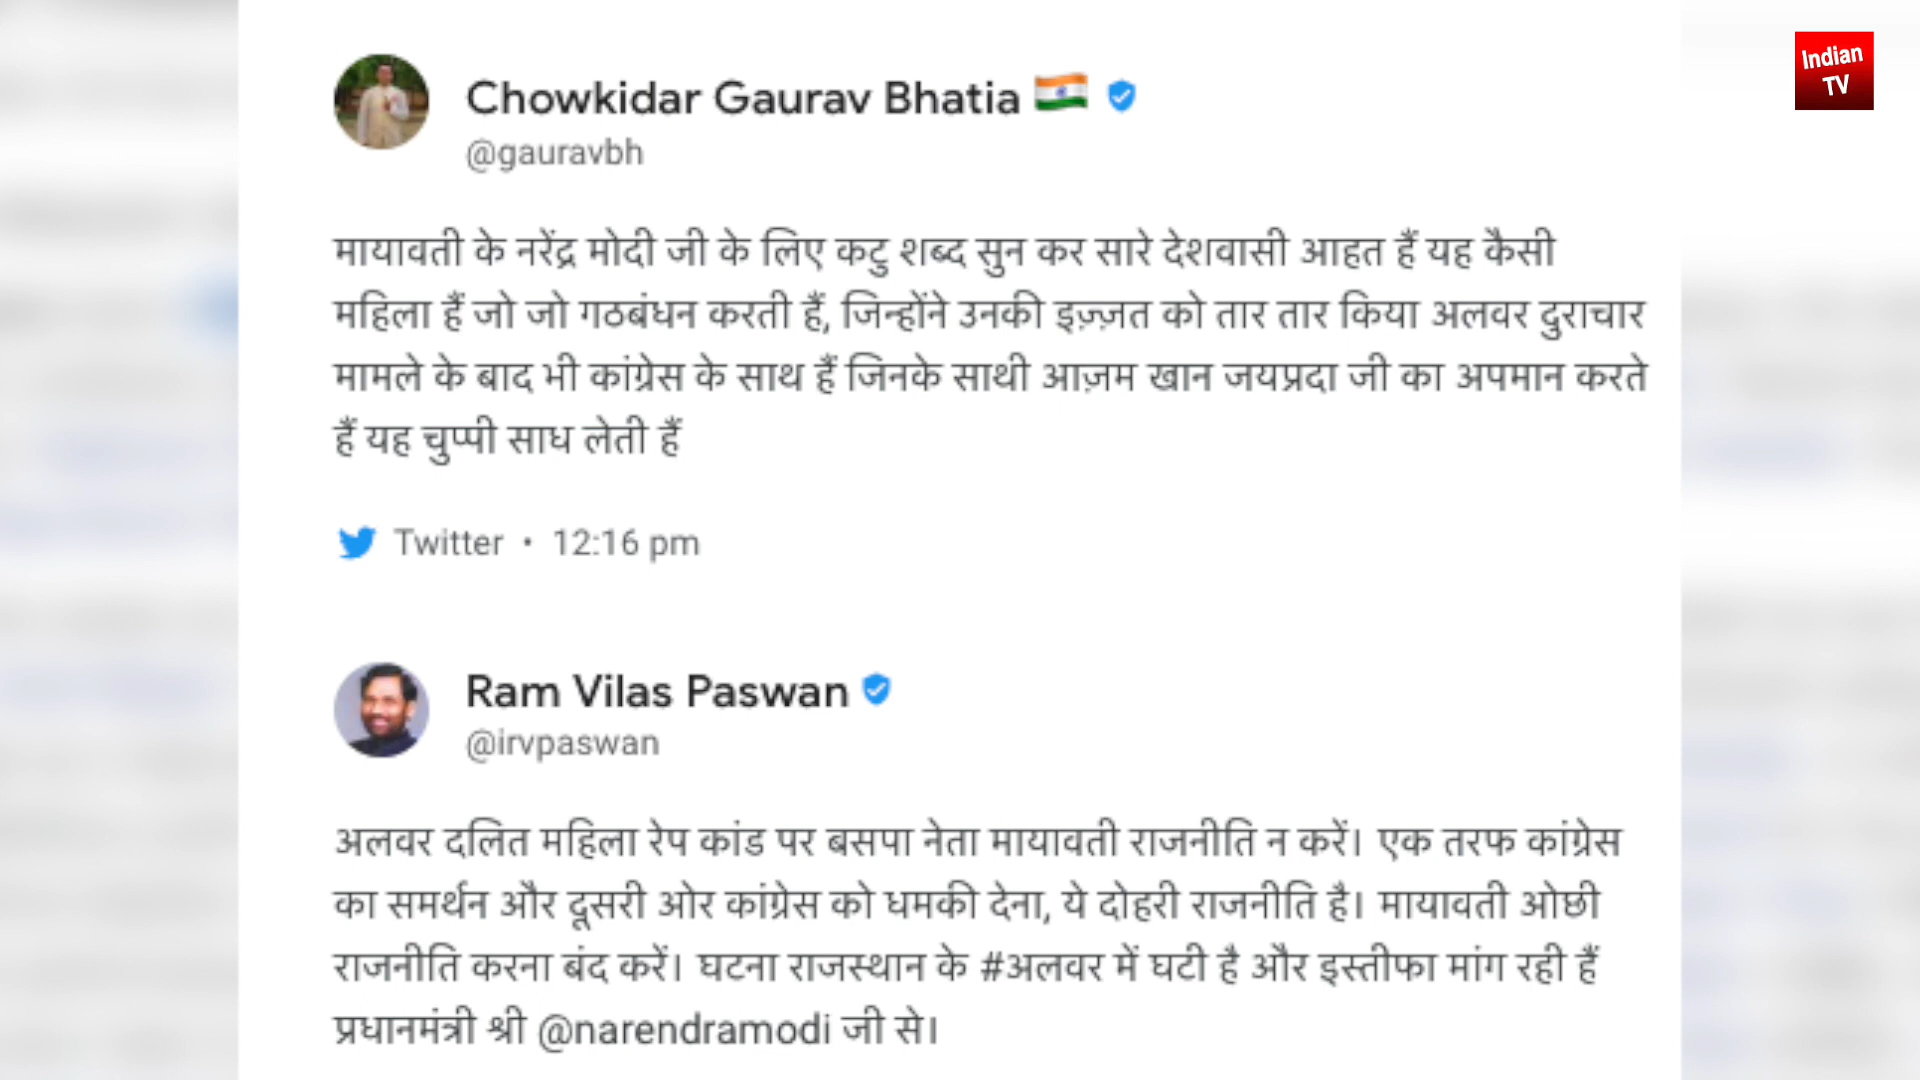 Indian
TV
Chowkidar Gaurav Bhatia 🇮🇳
@gauravbh
मायावती के नरेंद्र मोदी जी के लिए कटु शब्द सुन कर सारे देशवासी आहत हैं यह कैसी
महिला हैं जो जो गठबंधन करती हैं, जिन्होंने उनकी इज़्ज़त को तार तार किया अलवर दुराचार
मामले के बाद भी कांग्रेस के साथ हैं जिनके साथी आज़म खान जयप्रदा जी का अपमान करते
हैं यह चुप्पी साध लेती हैं
Twitter • 12:16 pm
Ram Vilas Paswan
@irvpaswan
अलवर दलित महिला रेप कांड पर बसपा नेता मायावती राजनीति न करें। एक तरफ कांग्रेस
का समर्थन और दूसरी ओर कांग्रेस को धमकी देना, ये दोहरी राजनीति है। मायावती ओछी
राजनीति करना बंद करें। घटना राजस्थान के #अलवर में घटी है और इस्तीफा मांग रही हैं
प्रधानमंत्री श्री @narendramodi जी से।